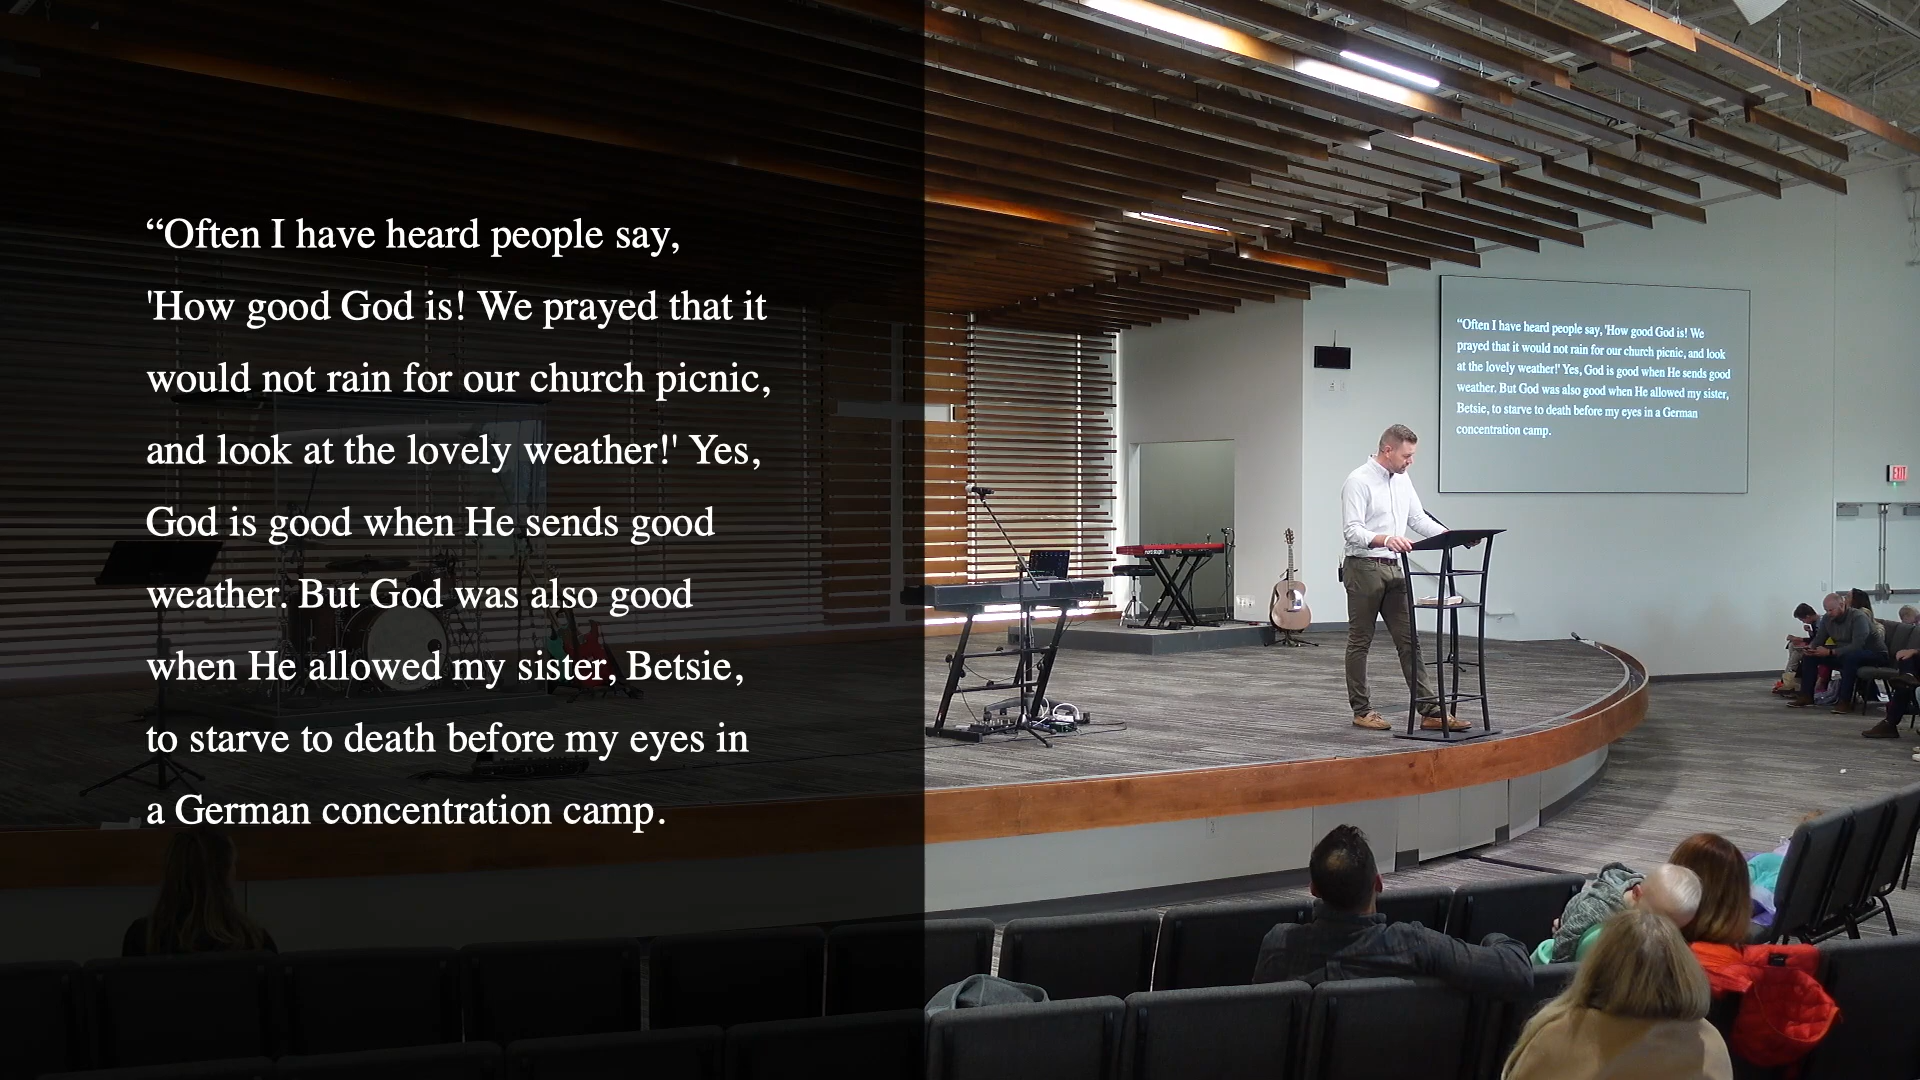 “Often I have heard people say,
'How good God is! We prayed that it
would not rain for our church picnic,
and look at the lovely weather!' Yes,
God is good when He sends good
weather. But God was also good
when He allowed my sister, Betsie,
to starve to death before my eyes in
a German concentration camp.
“Often I have heard people say, 'How good God is! We
prayed that it would not rain for our church picnic, and look
at the lovely weather!' Yes, God is good when He sends good
weather. But God was also good when He allowed my sister,
Betsie, to starve to death before my eyes in a German
concentration camp.
EXIT